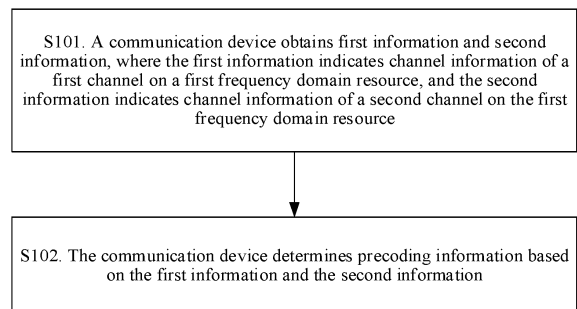 S101. A communication device obtains first information and second
information, where the first information indicates channel information of a
first channel on a first frequency domain resource, and the second
information indicates channel information of a second channel on the first
frequency domain resource
S102. The communication device determines precoding information based
on the first information and the second information